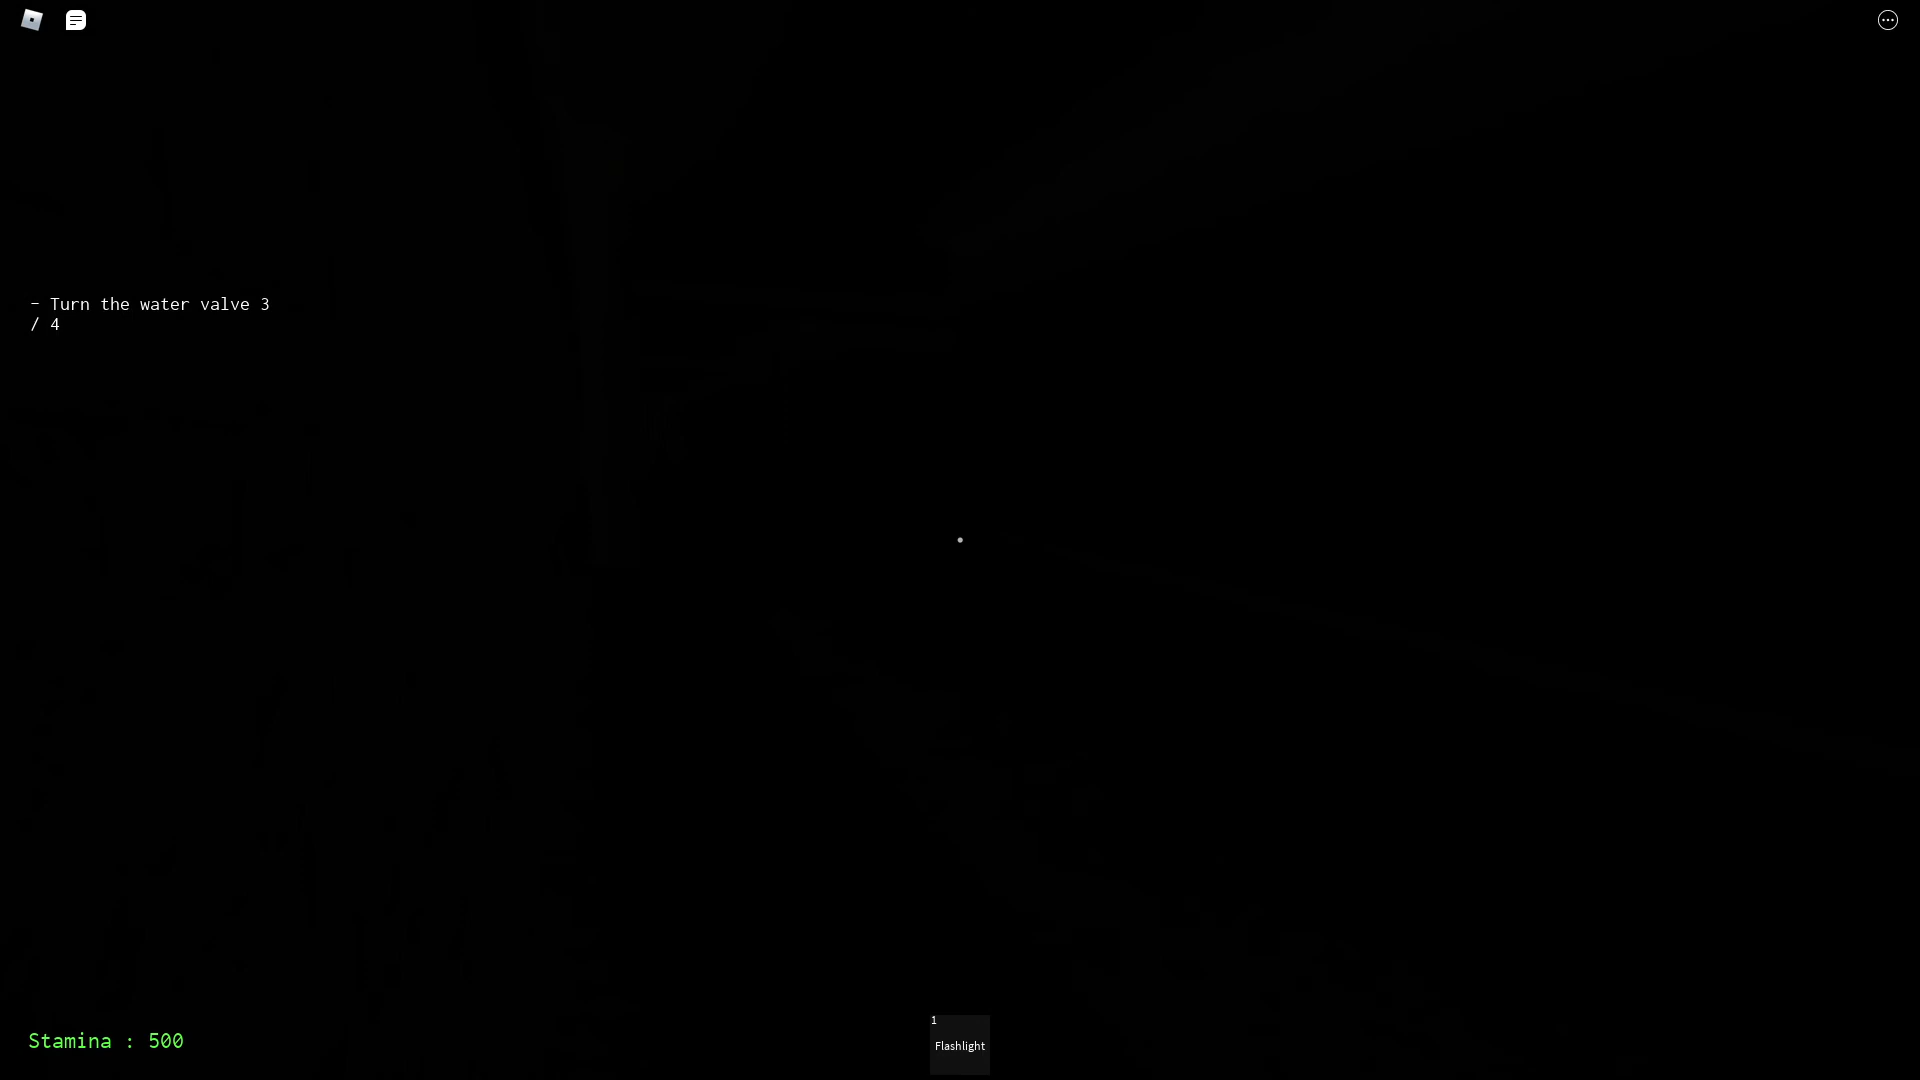 - Turn the water valve 3
/ 4
Stamina : 500
1
Flashlight